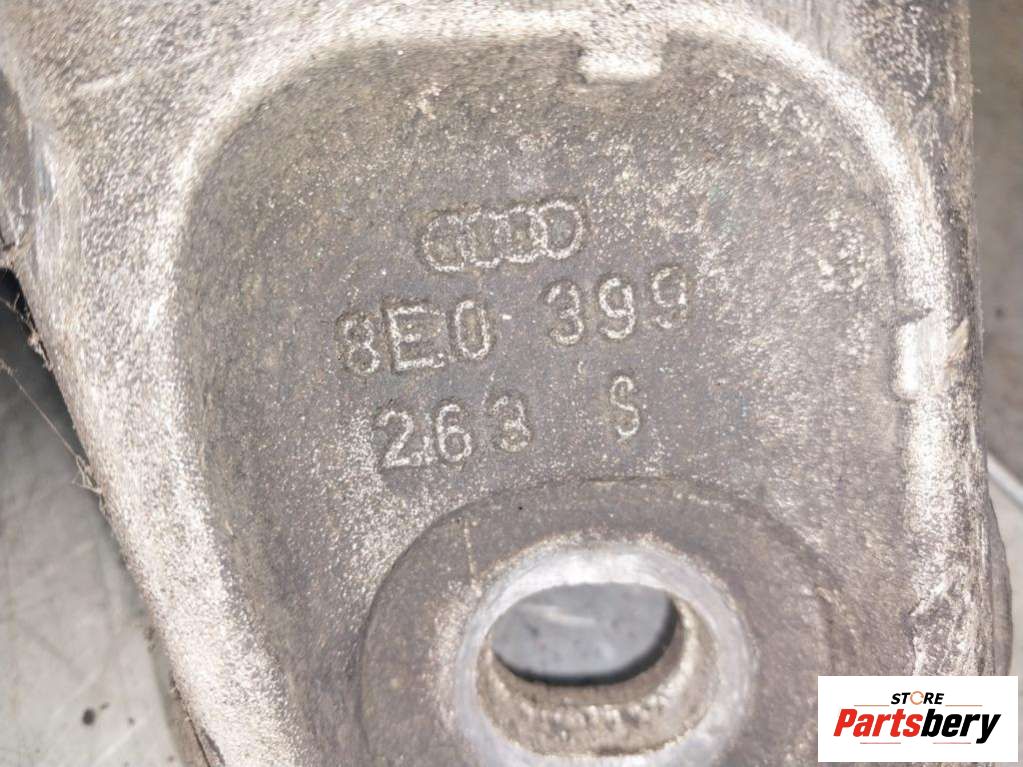 8E0 399
263 S
STORE
Partsbery